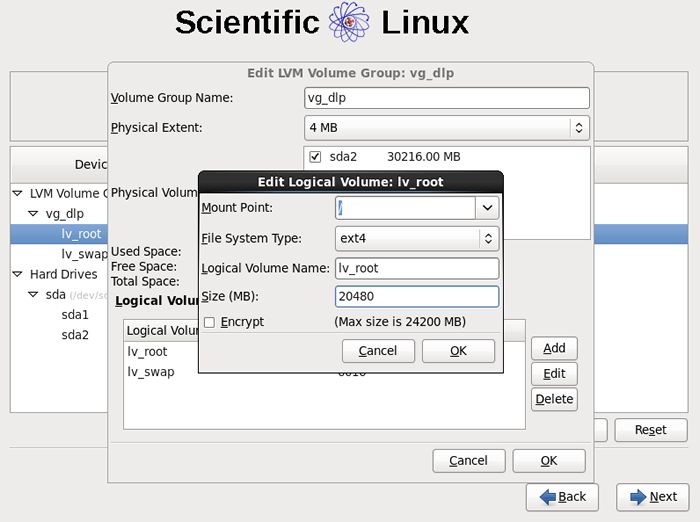 Scientific Linux
Edit LVM Volume Group: vg_dlp
Volume Group Name: vg_dlp
Physical Extent: 4 MB
sda2 30216.00 MB
Devic
LVM Volume G
vg_dlp
lv_root
lv_swap
Hard Drives
sda (/dev/sd
sda1
sda2
Physical Volum
Used Space:
Free Space:
Total Space:
Logical Volu
Logical Volu
lv_root
lv_swap
Edit Logical Volume: lv_root
Mount Point: /
File System Type: ext4
Logical Volume Name: lv_root
Size (MB): 20480
Encrypt (Max size is 24200 MB)
Cancel OK
Add
Edit
Delete
Reset
Cancel OK
Back Next